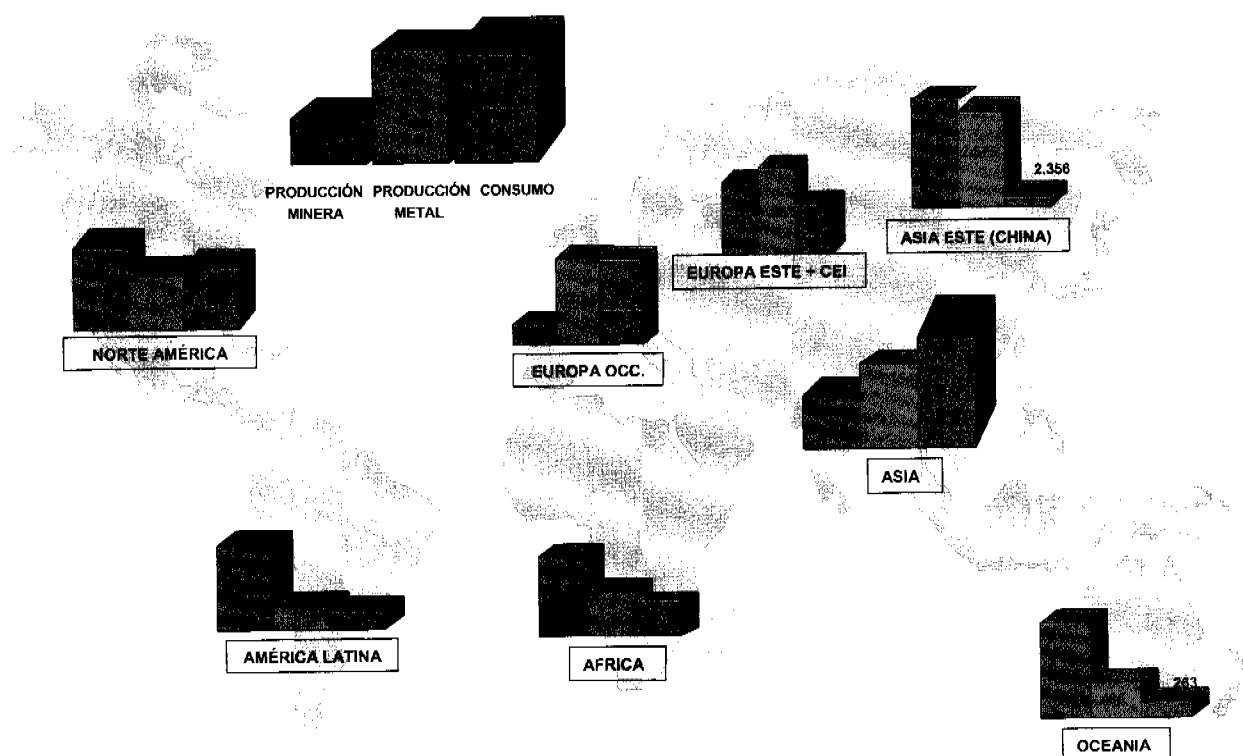 PRODUCCIÓN PRODUCCIÓN CONSUMO
MINERA METAL
2.356
ASIA ESTE (CHINA)
EUROPA ESTE + CEI
NORTE AMÉRICA
EUROPA OCC.
ASIA
AMÉRICA LATINA
AFRICA
263
OCEANIA